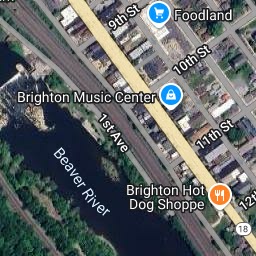 9th St
Foodland
10th St
Brighton Music Center
1st Ave
11th St
Beaver River
Brighton Hot
Dog Shoppe
12th
18